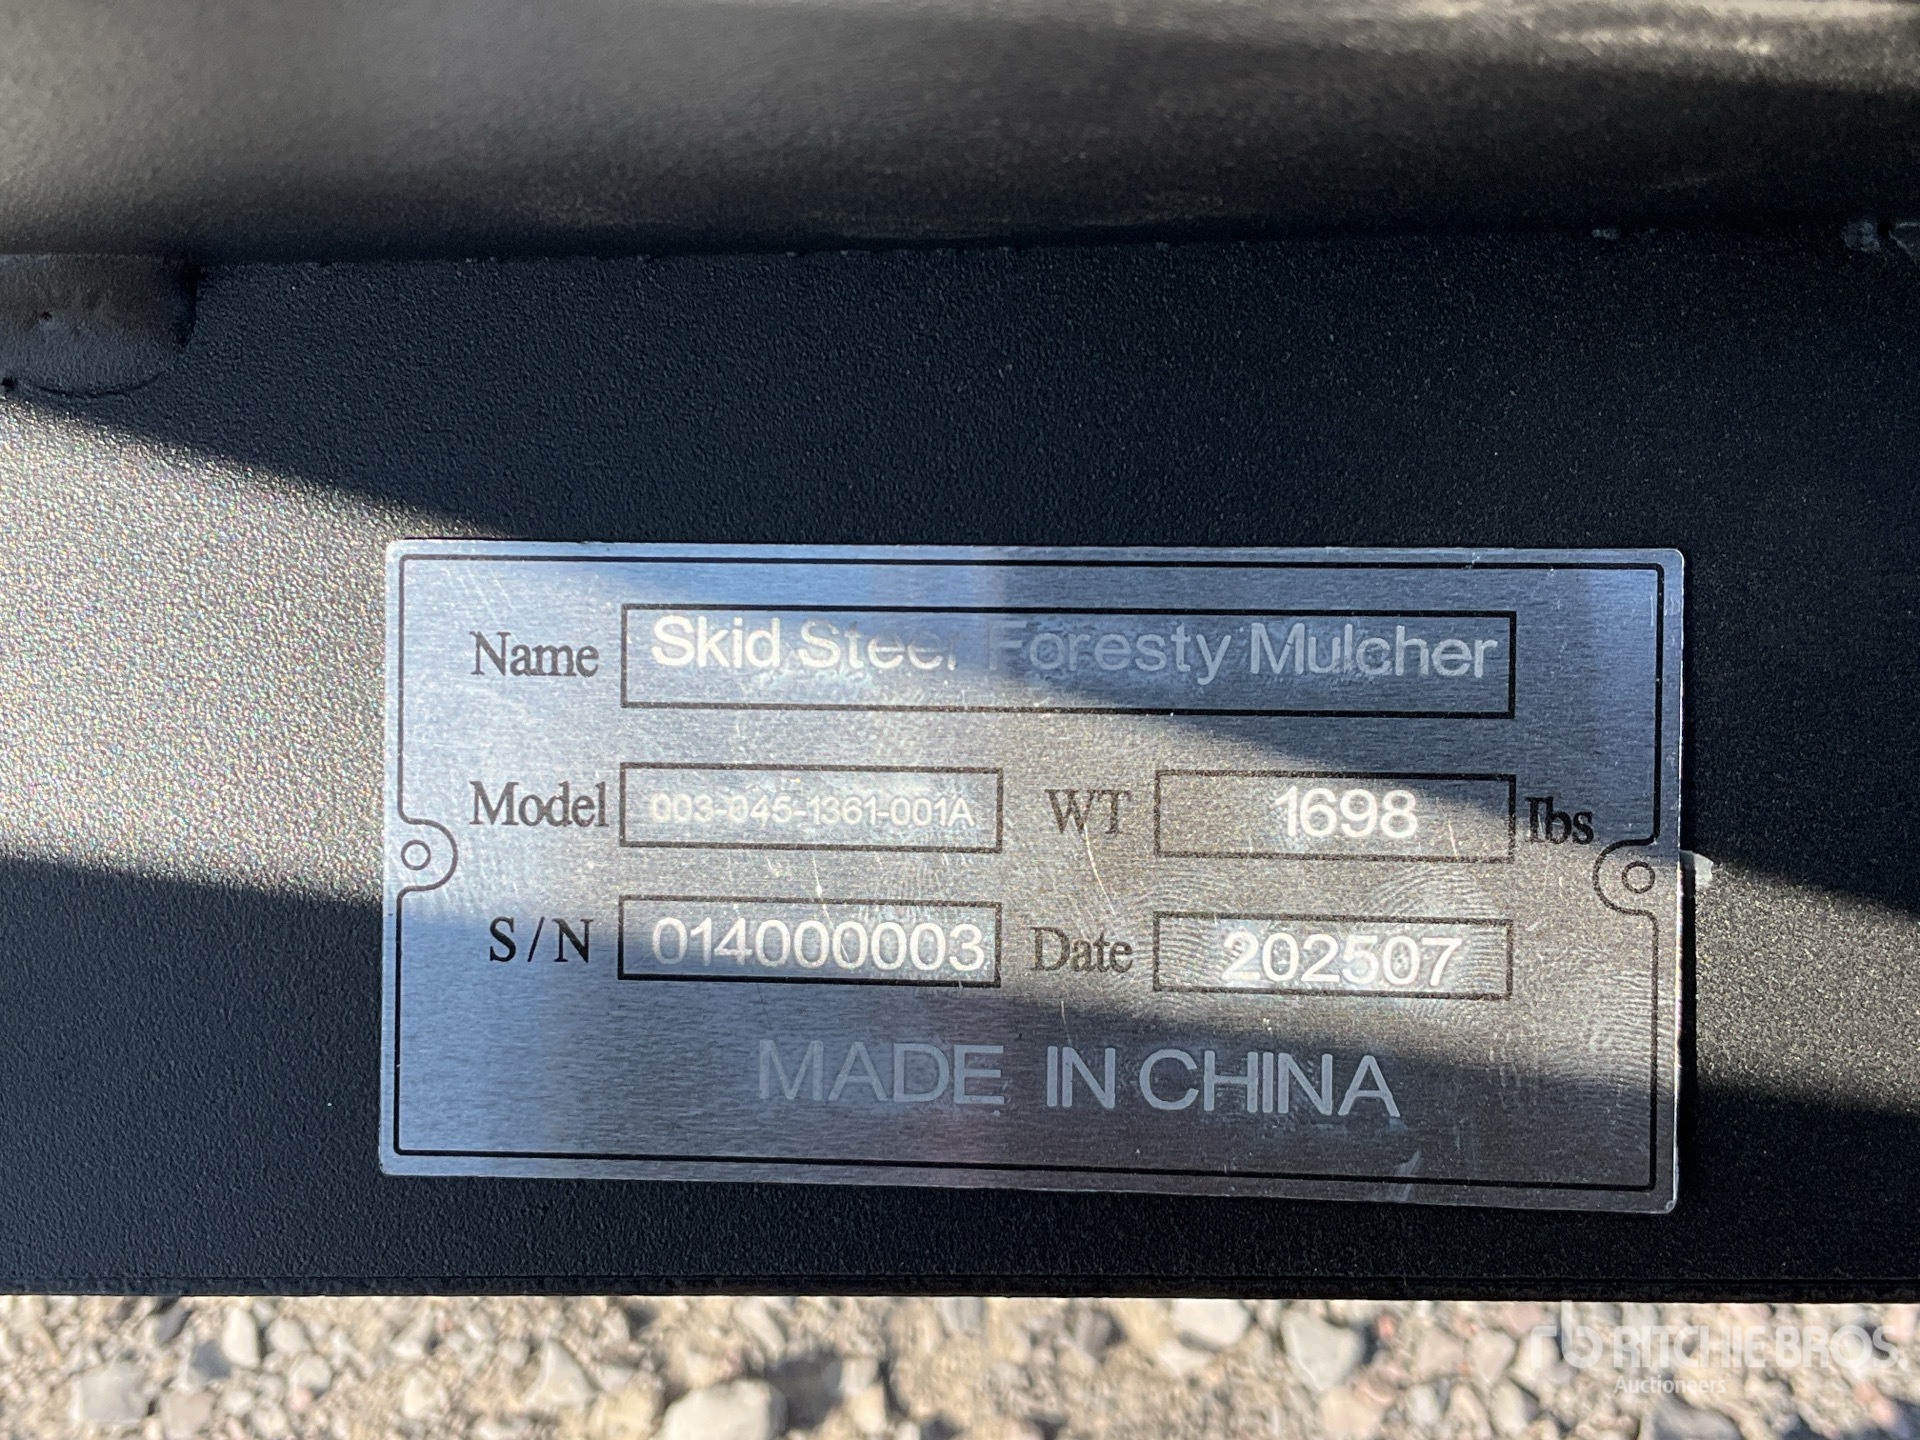 Name Skid Steer Foresty Mulcher
Model 003-045-1361-001A WT 1698 lbs
S/N 014000003 Date 202507
MADE IN CHINA
RITCHIE BROS.
Auctioneers